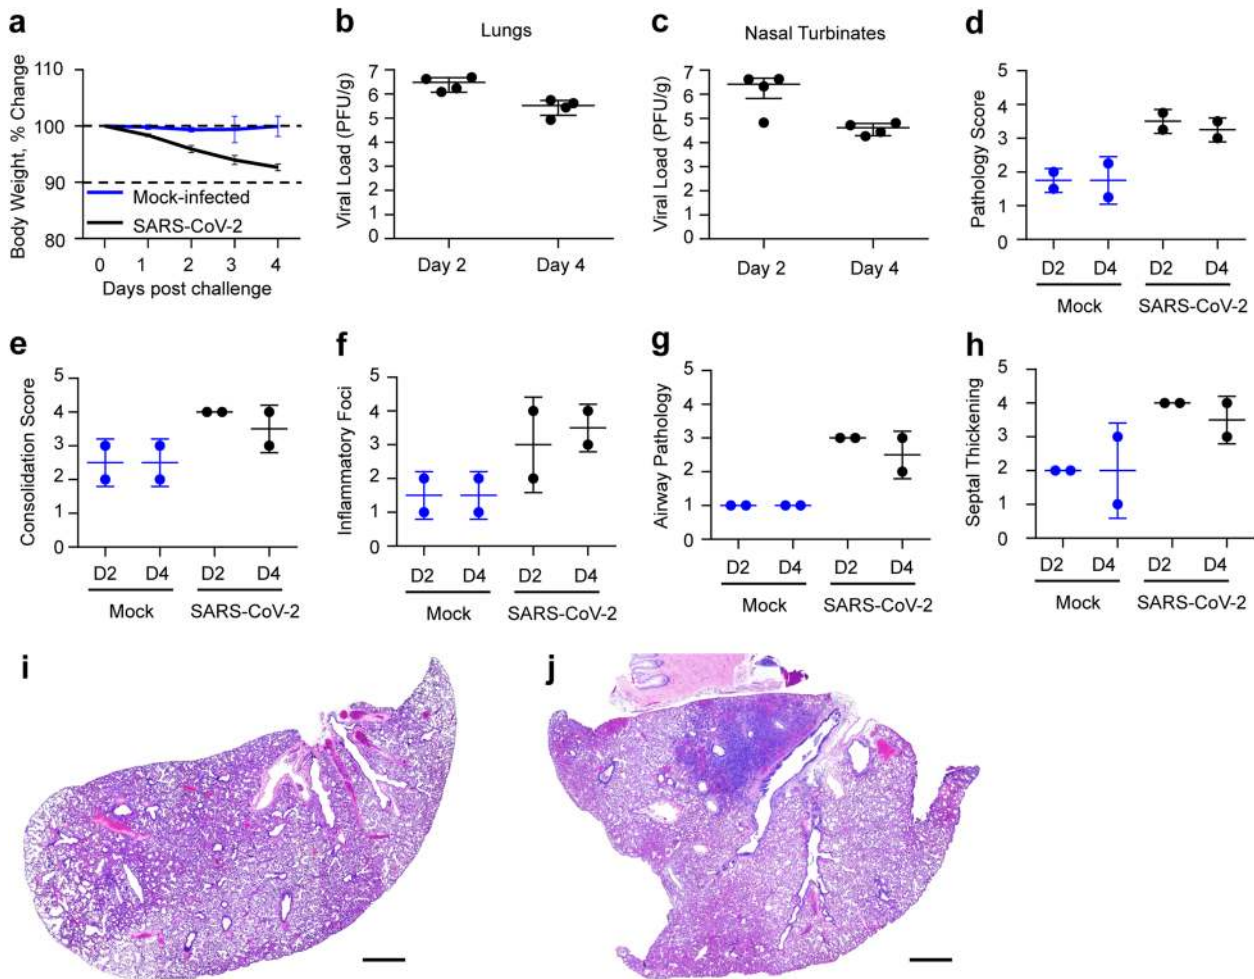 a
Body Weight, % Change
110
100
90
80
Mock-infected
SARS-CoV-2
0 1 2 3 4
Days post challenge
b
Lungs
Viral Load (PFU/g)
7
6
5
4
3
2
1
0
Day 2 Day 4
c
Nasal Turbinates
Viral Load (PFU/g)
7
6
5
4
3
2
1
0
Day 2 Day 4
d
Pathology Score
5
4
3
2
1
0
D2 D4 D2 D4
Mock SARS-CoV-2
e
Consolidation Score
5
4
3
2
1
0
D2 D4 D2 D4
Mock SARS-CoV-2
f
Inflammatory Foci
5
4
3
2
1
0
D2 D4 D2 D4
Mock SARS-CoV-2
g
Airway Pathology
5
4
3
2
1
0
D2 D4 D2 D4
Mock SARS-CoV-2
h
Septal Thickening
5
4
3
2
1
0
D2 D4 D2 D4
Mock SARS-CoV-2
i
j